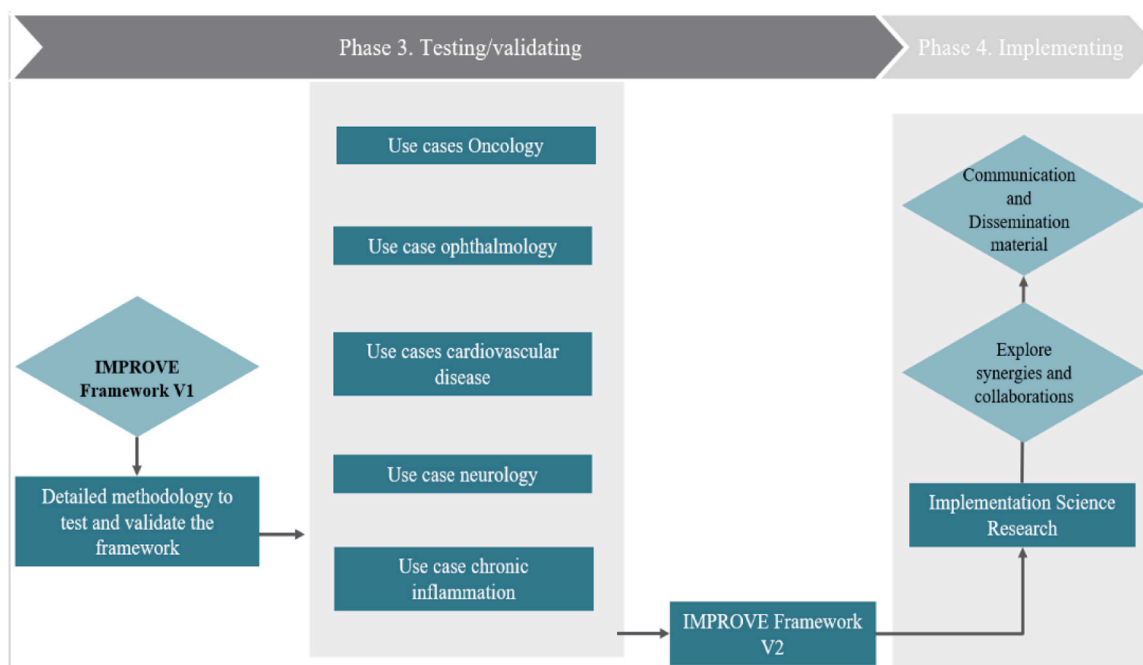 Phase 3. Testing/validating
Phase 4. Implementing
IMPROVE
Framework V1
Detailed methodology to
test and validate the
framework
Use cases Oncology
Use case ophthalmology
Use cases cardiovascular
disease
Use case neurology
Use case chronic
inflammation
IMPROVE Framework
V2
Communication
and
Dissemination
material
Explore
synergies and
collaborations
Implementation Science
Research